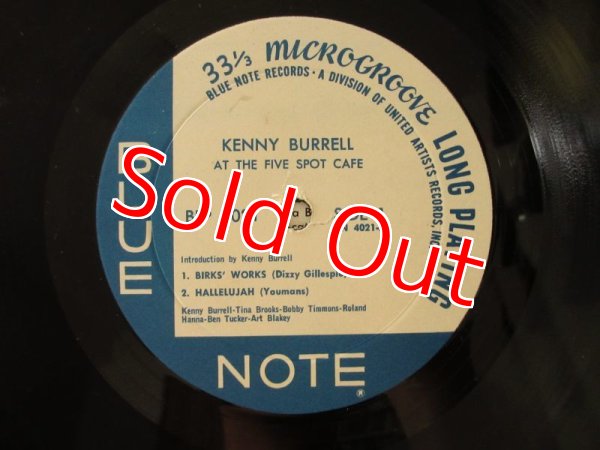 33⅓ MICROGROOVE LONG PLAYING
BLUE NOTE RECORDS · A DIVISION OF UNITED ARTISTS RECORDS, INC.
KENNY BURRELL
AT THE FIVE SPOT CAFE
Sold Out
Introduction by Kenny Burrell
1. BIRKS' WORKS (Dizzy Gillespie)
2. HALLELUJAH (Youmans)
Kenny Burrell-Tina Brooks-Bobby Timmons-Roland
Hanna-Ben Tucker-Art Blakey
BLUE
NOTE
®